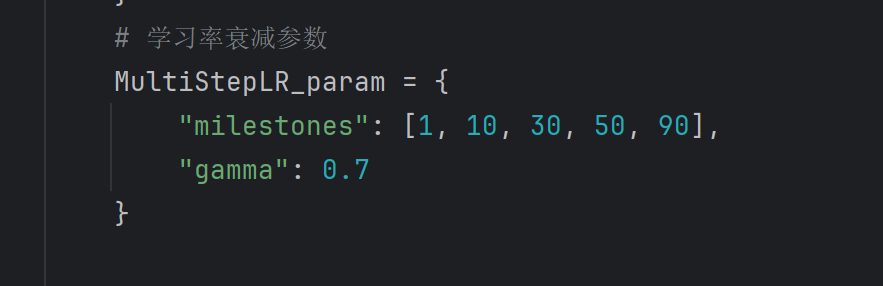 }
# 学习率衰减参数
MultiStepLR_param = {
    "milestones": [1, 10, 30, 50, 90],
    "gamma": 0.7
}